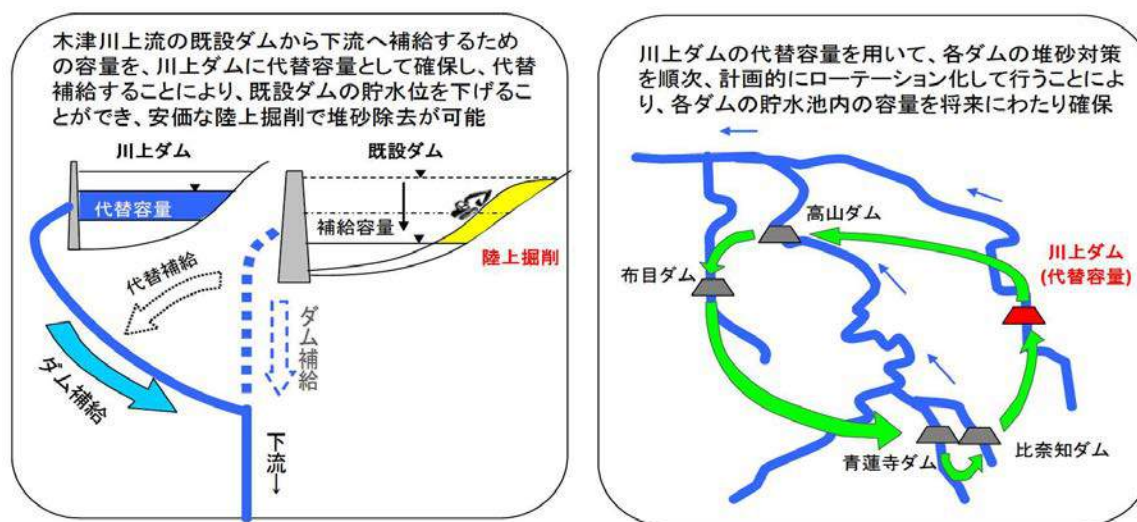 木津川上流の既設ダムから下流へ補給するため
の容量を、川上ダムに代替容量として確保し、代替
補給することにより、既設ダムの貯水位を下げるこ
とができ、安価な陸上掘削で堆砂除去が可能
川上ダム
既設ダム
代替容量
補給容量
陸上掘削
代替補給
ダム補給
ダム補給
下流→
川上ダムの代替容量を用いて、各ダムの堆砂対策
を順次、計画的にローテーション化して行うことによ
り、各ダムの貯水池内の容量を将来にわたり確保
高山ダム
布目ダム
川上ダム
(代替容量)
青蓮寺ダム
比奈知ダム